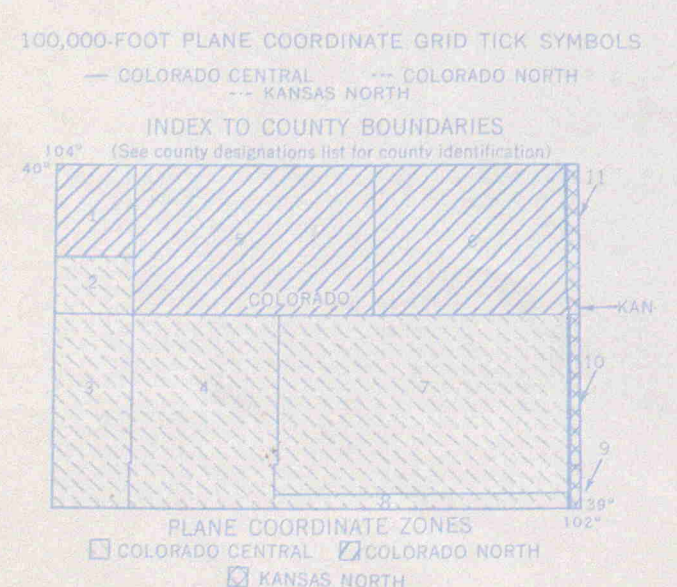 100,000-FOOT PLANE COORDINATE GRID TICK SYMBOLS
COLORADO CENTRAL COLORADO NORTH
KANSAS NORTH
INDEX TO COUNTY BOUNDARIES
104° (See county designations list for county identification)
40°
11
1
5 6
2
COLORADO
KAN
10
3 4 7
9
8
39°
102°
PLANE COORDINATE ZONES
COLORADO CENTRAL COLORADO NORTH
KANSAS NORTH